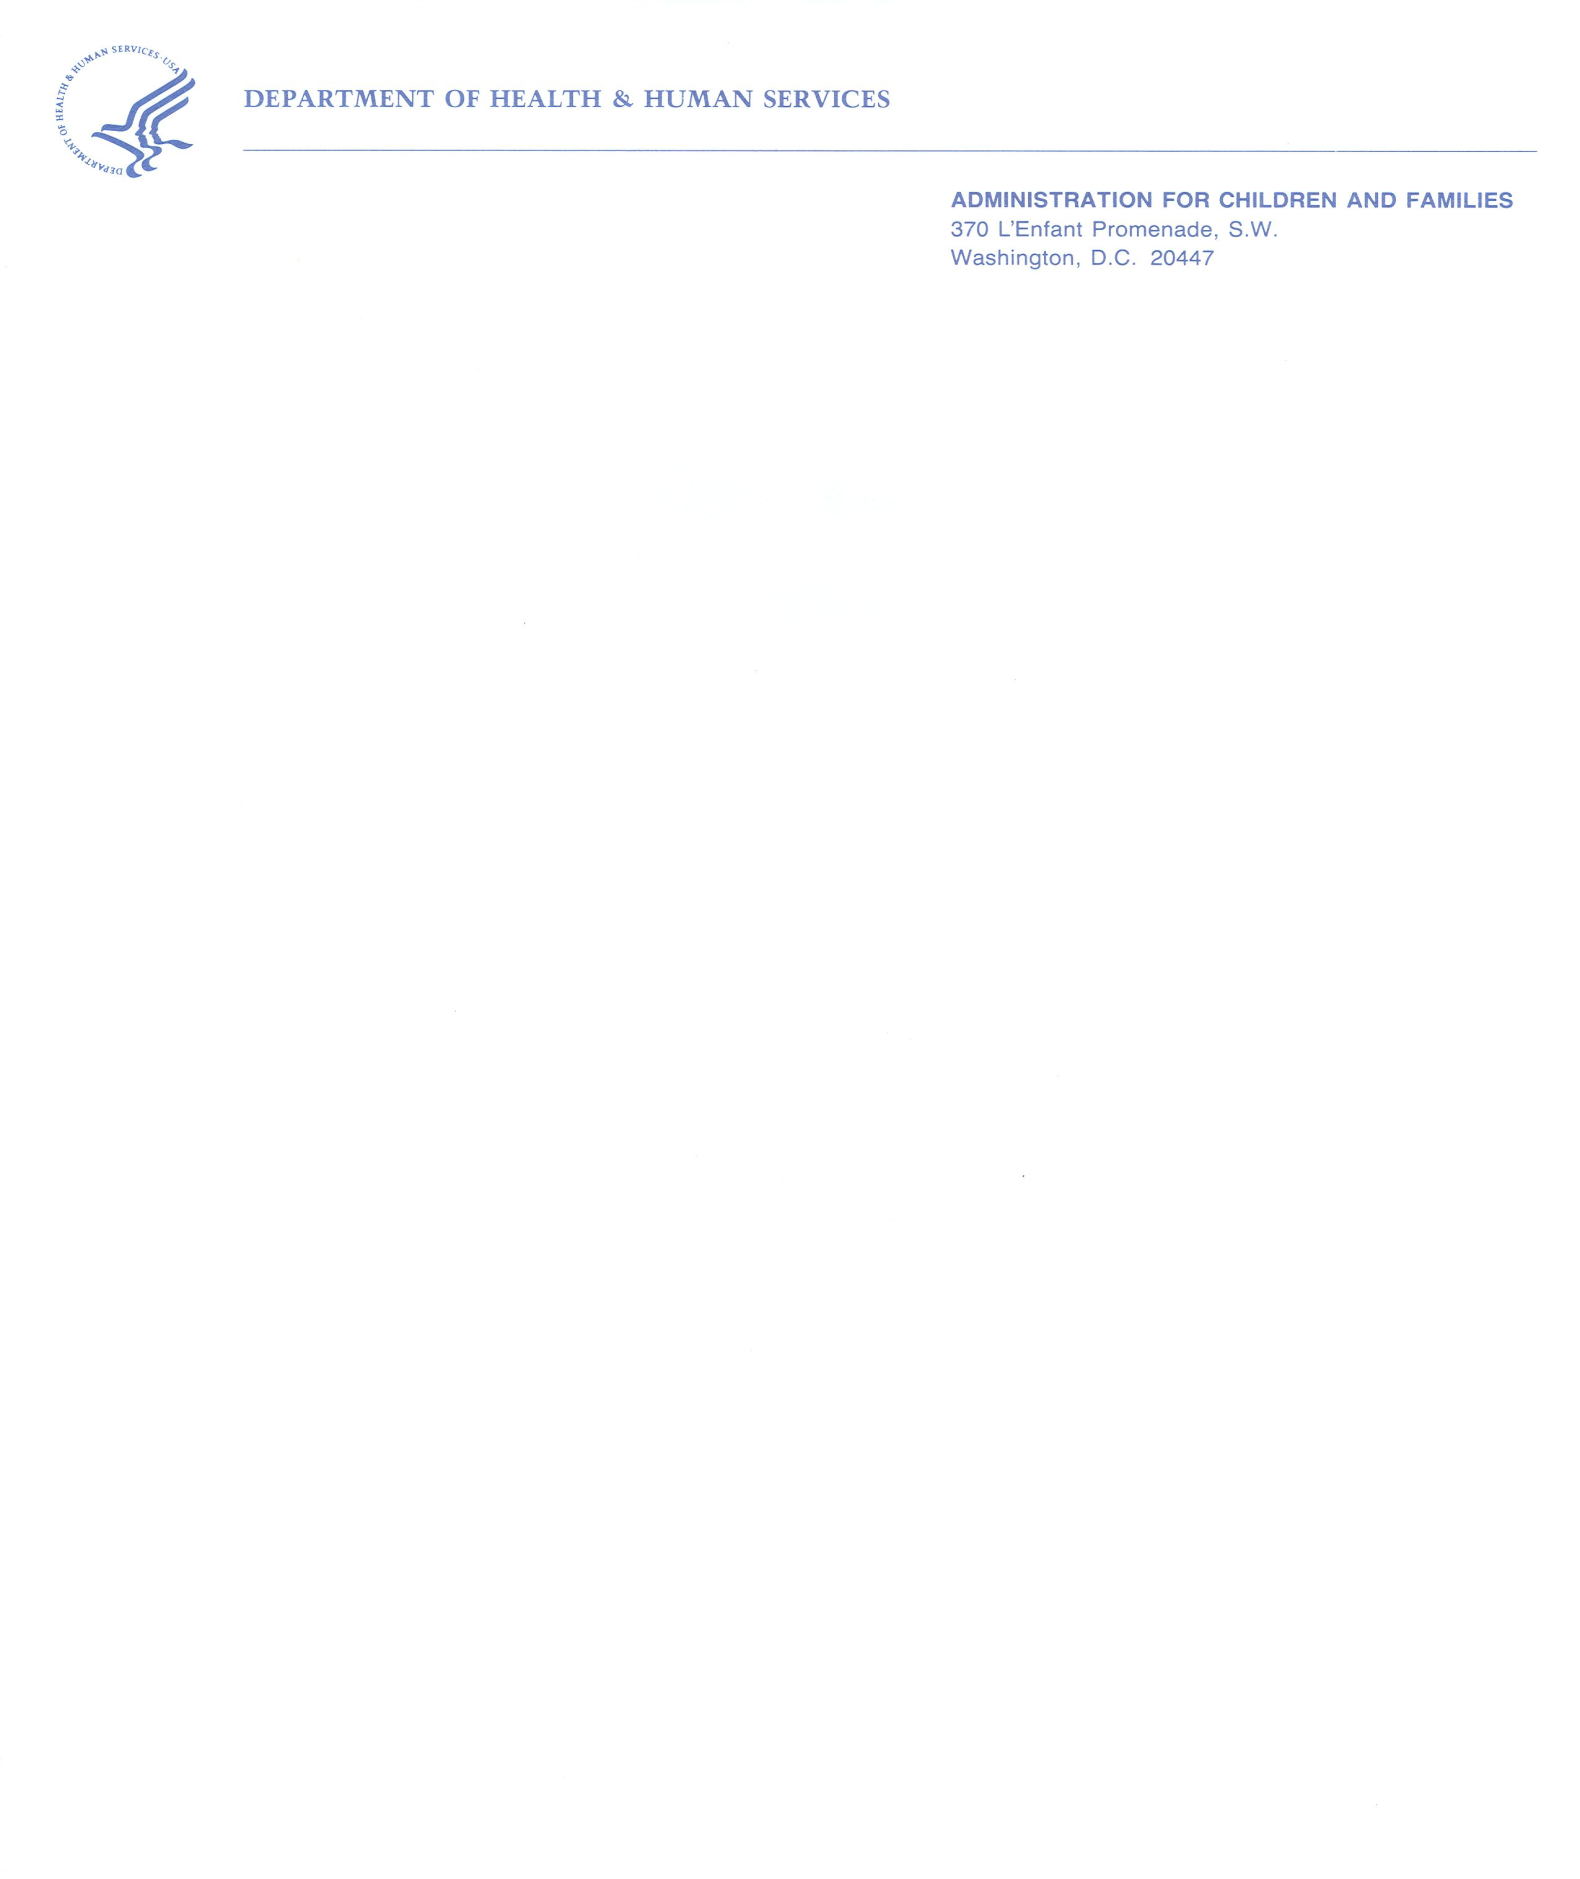 DEPARTMENT OF HEALTH & HUMAN SERVICES · USA
DEPARTMENT OF HEALTH & HUMAN SERVICES
ADMINISTRATION FOR CHILDREN AND FAMILIES
370 L'Enfant Promenade, S.W.
Washington, D.C. 20447